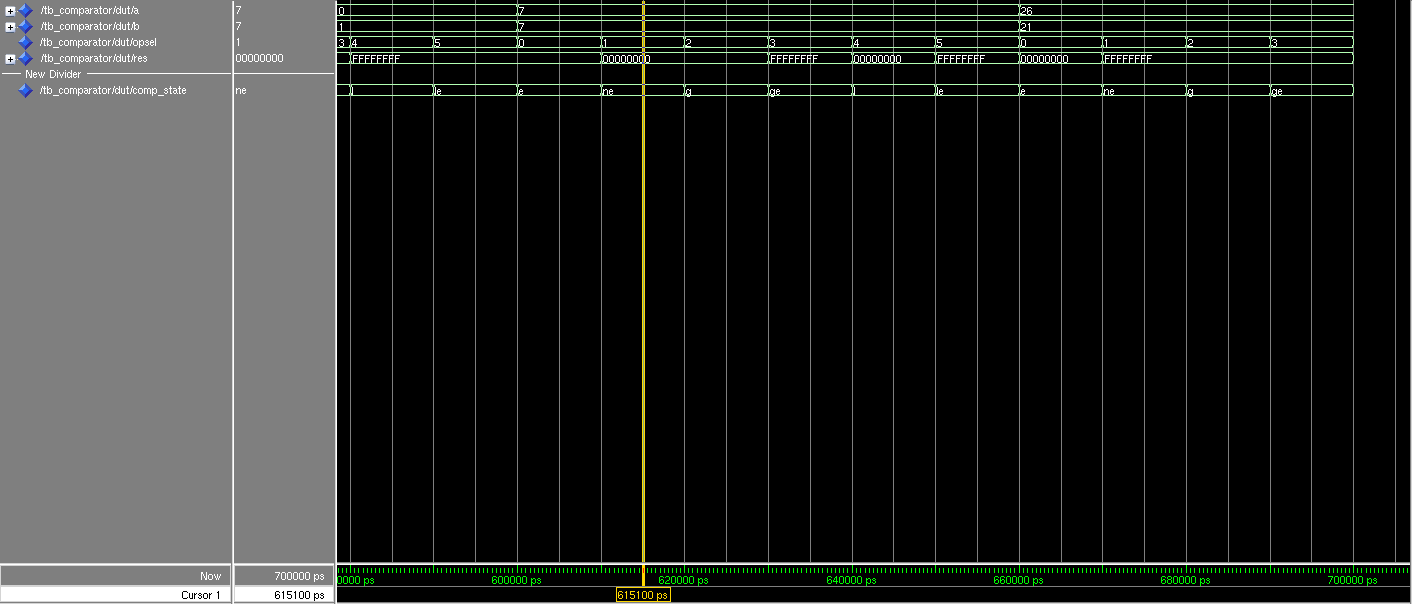 /tb_comparator/dut/a 7 0 7 26
/tb_comparator/dut/b 7 1 7 21
/tb_comparator/dut/opsel 1 3 4 5 0 1 2 3 4 5 0 1 2 3
/tb_comparator/dut/res 00000000 FFFFFFFF 00000000 FFFFFFFF 00000000 FFFFFFFF 00000000 FFFFFFFF
New Divider
/tb_comparator/dut/comp_state ne l le e ne g ge l le e ne g ge
Now 700000 ps 0000 ps 600000 ps 620000 ps 640000 ps 660000 ps 680000 ps 700000 ps
Cursor 1 615100 ps 615100 ps